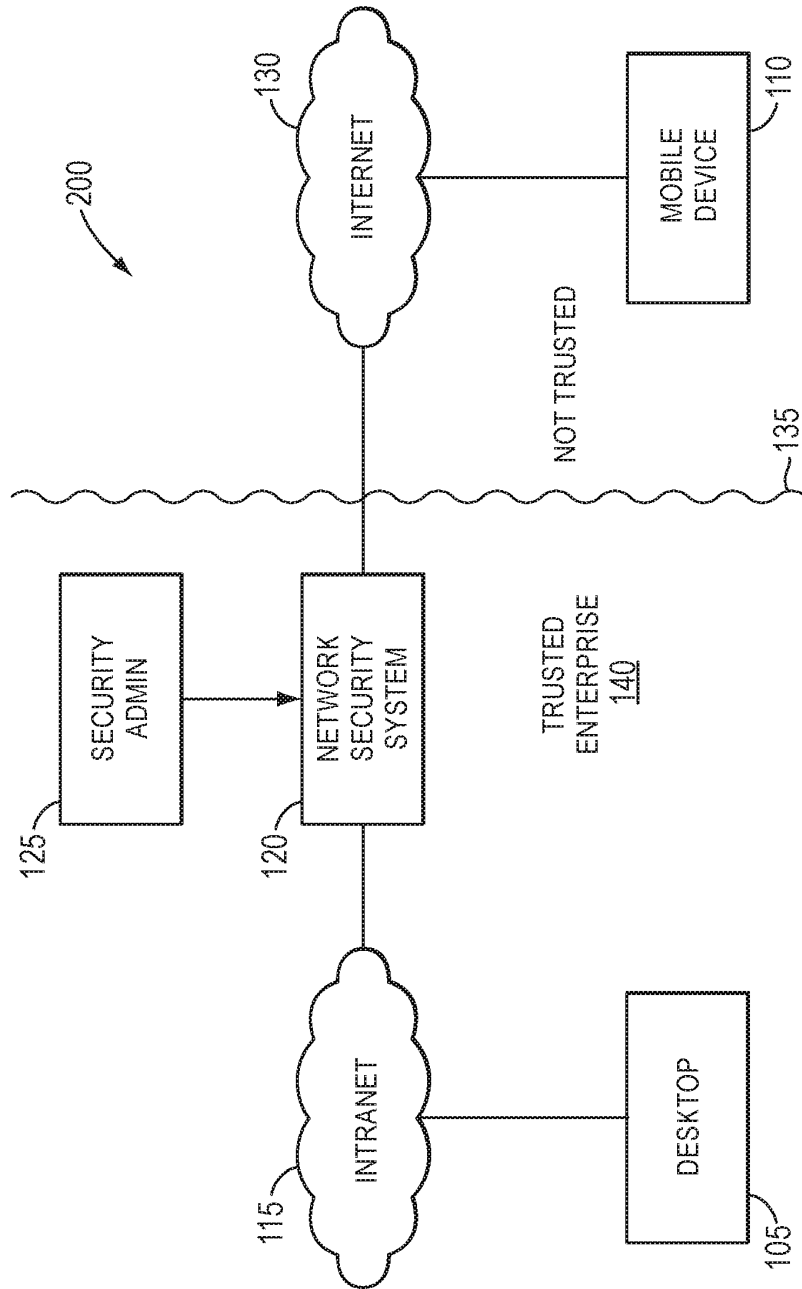 200
125
SECURITY
ADMIN
115
INTRANET
120
NETWORK
SECURITY
SYSTEM
130
INTERNET
TRUSTED
ENTERPRISE
140
NOT TRUSTED
105
DESKTOP
135
MOBILE
DEVICE
110